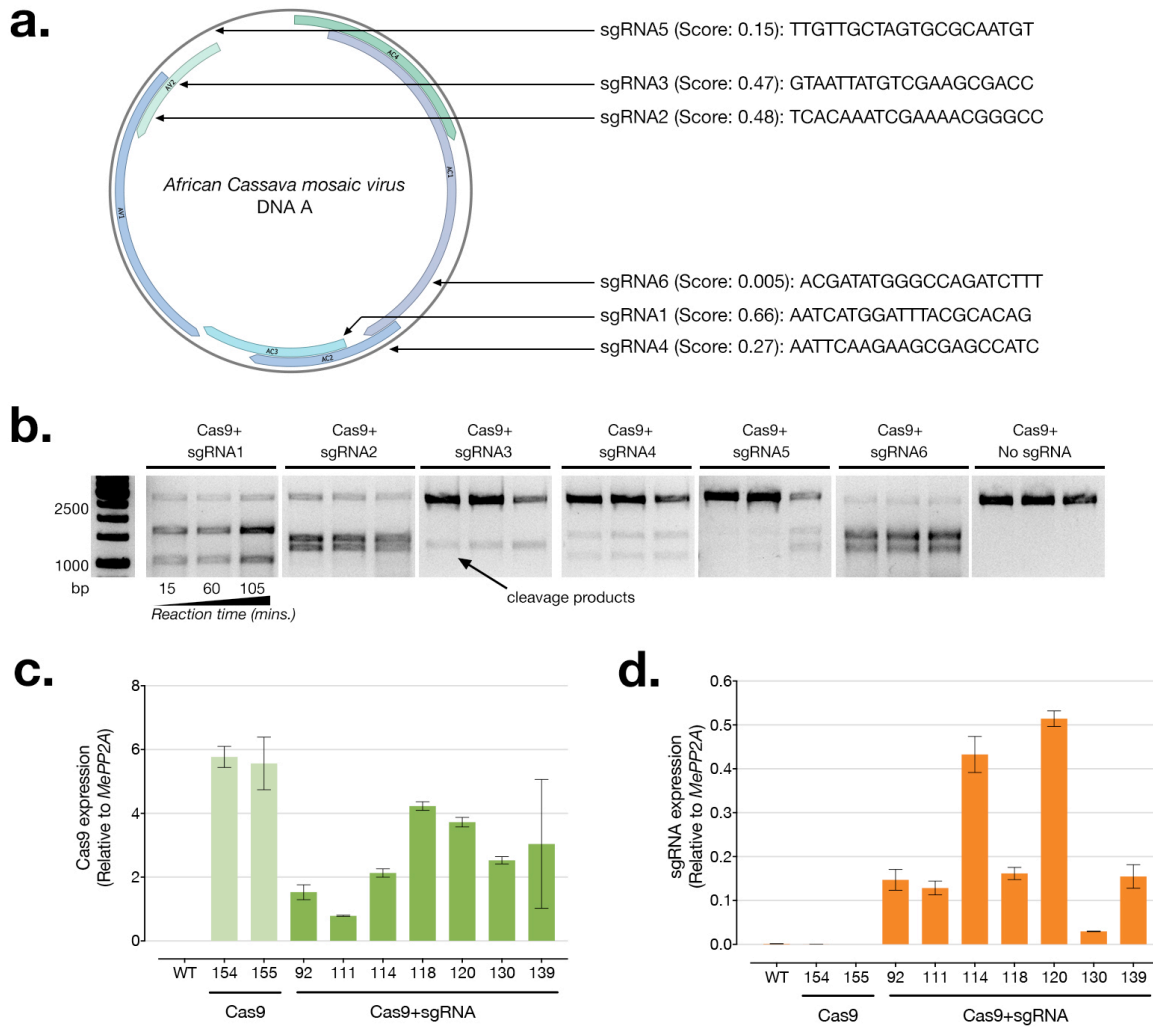 a.
sgRNA5 (Score: 0.15): TTGTTGCTAGTGCGCAATGT
sgRNA3 (Score: 0.47): GTAATTATGTCGAAGCGACC
sgRNA2 (Score: 0.48): TCACAAATCGAAAACGGGCC
AC4
AV2
AC1
African Cassava mosaic virus
DNA A
AV1
sgRNA6 (Score: 0.005): ACGATATGGGCCAGATCTTT
sgRNA1 (Score: 0.66): AATCATGGATTTACGCACAG
sgRNA4 (Score: 0.27): AATTCAAGAAGCGAGCCATC
AC3
AC2
b.
Cas9+ sgRNA1
Cas9+ sgRNA2
Cas9+ sgRNA3
Cas9+ sgRNA4
Cas9+ sgRNA5
Cas9+ sgRNA6
Cas9+ No sgRNA
2500
1000
bp
15 60 105
Reaction time (mins.)
cleavage products
c.
Cas9 expression
(Relative to MePP2A)
8
6
4
2
0
WT 154 155 92 111 114 118 120 130 139
Cas9 Cas9+sgRNA
d.
sgRNA expression
(Relative to MePP2A)
0.6
0.5
0.4
0.3
0.2
0.1
0.0
WT 154 155 92 111 114 118 120 130 139
Cas9 Cas9+sgRNA